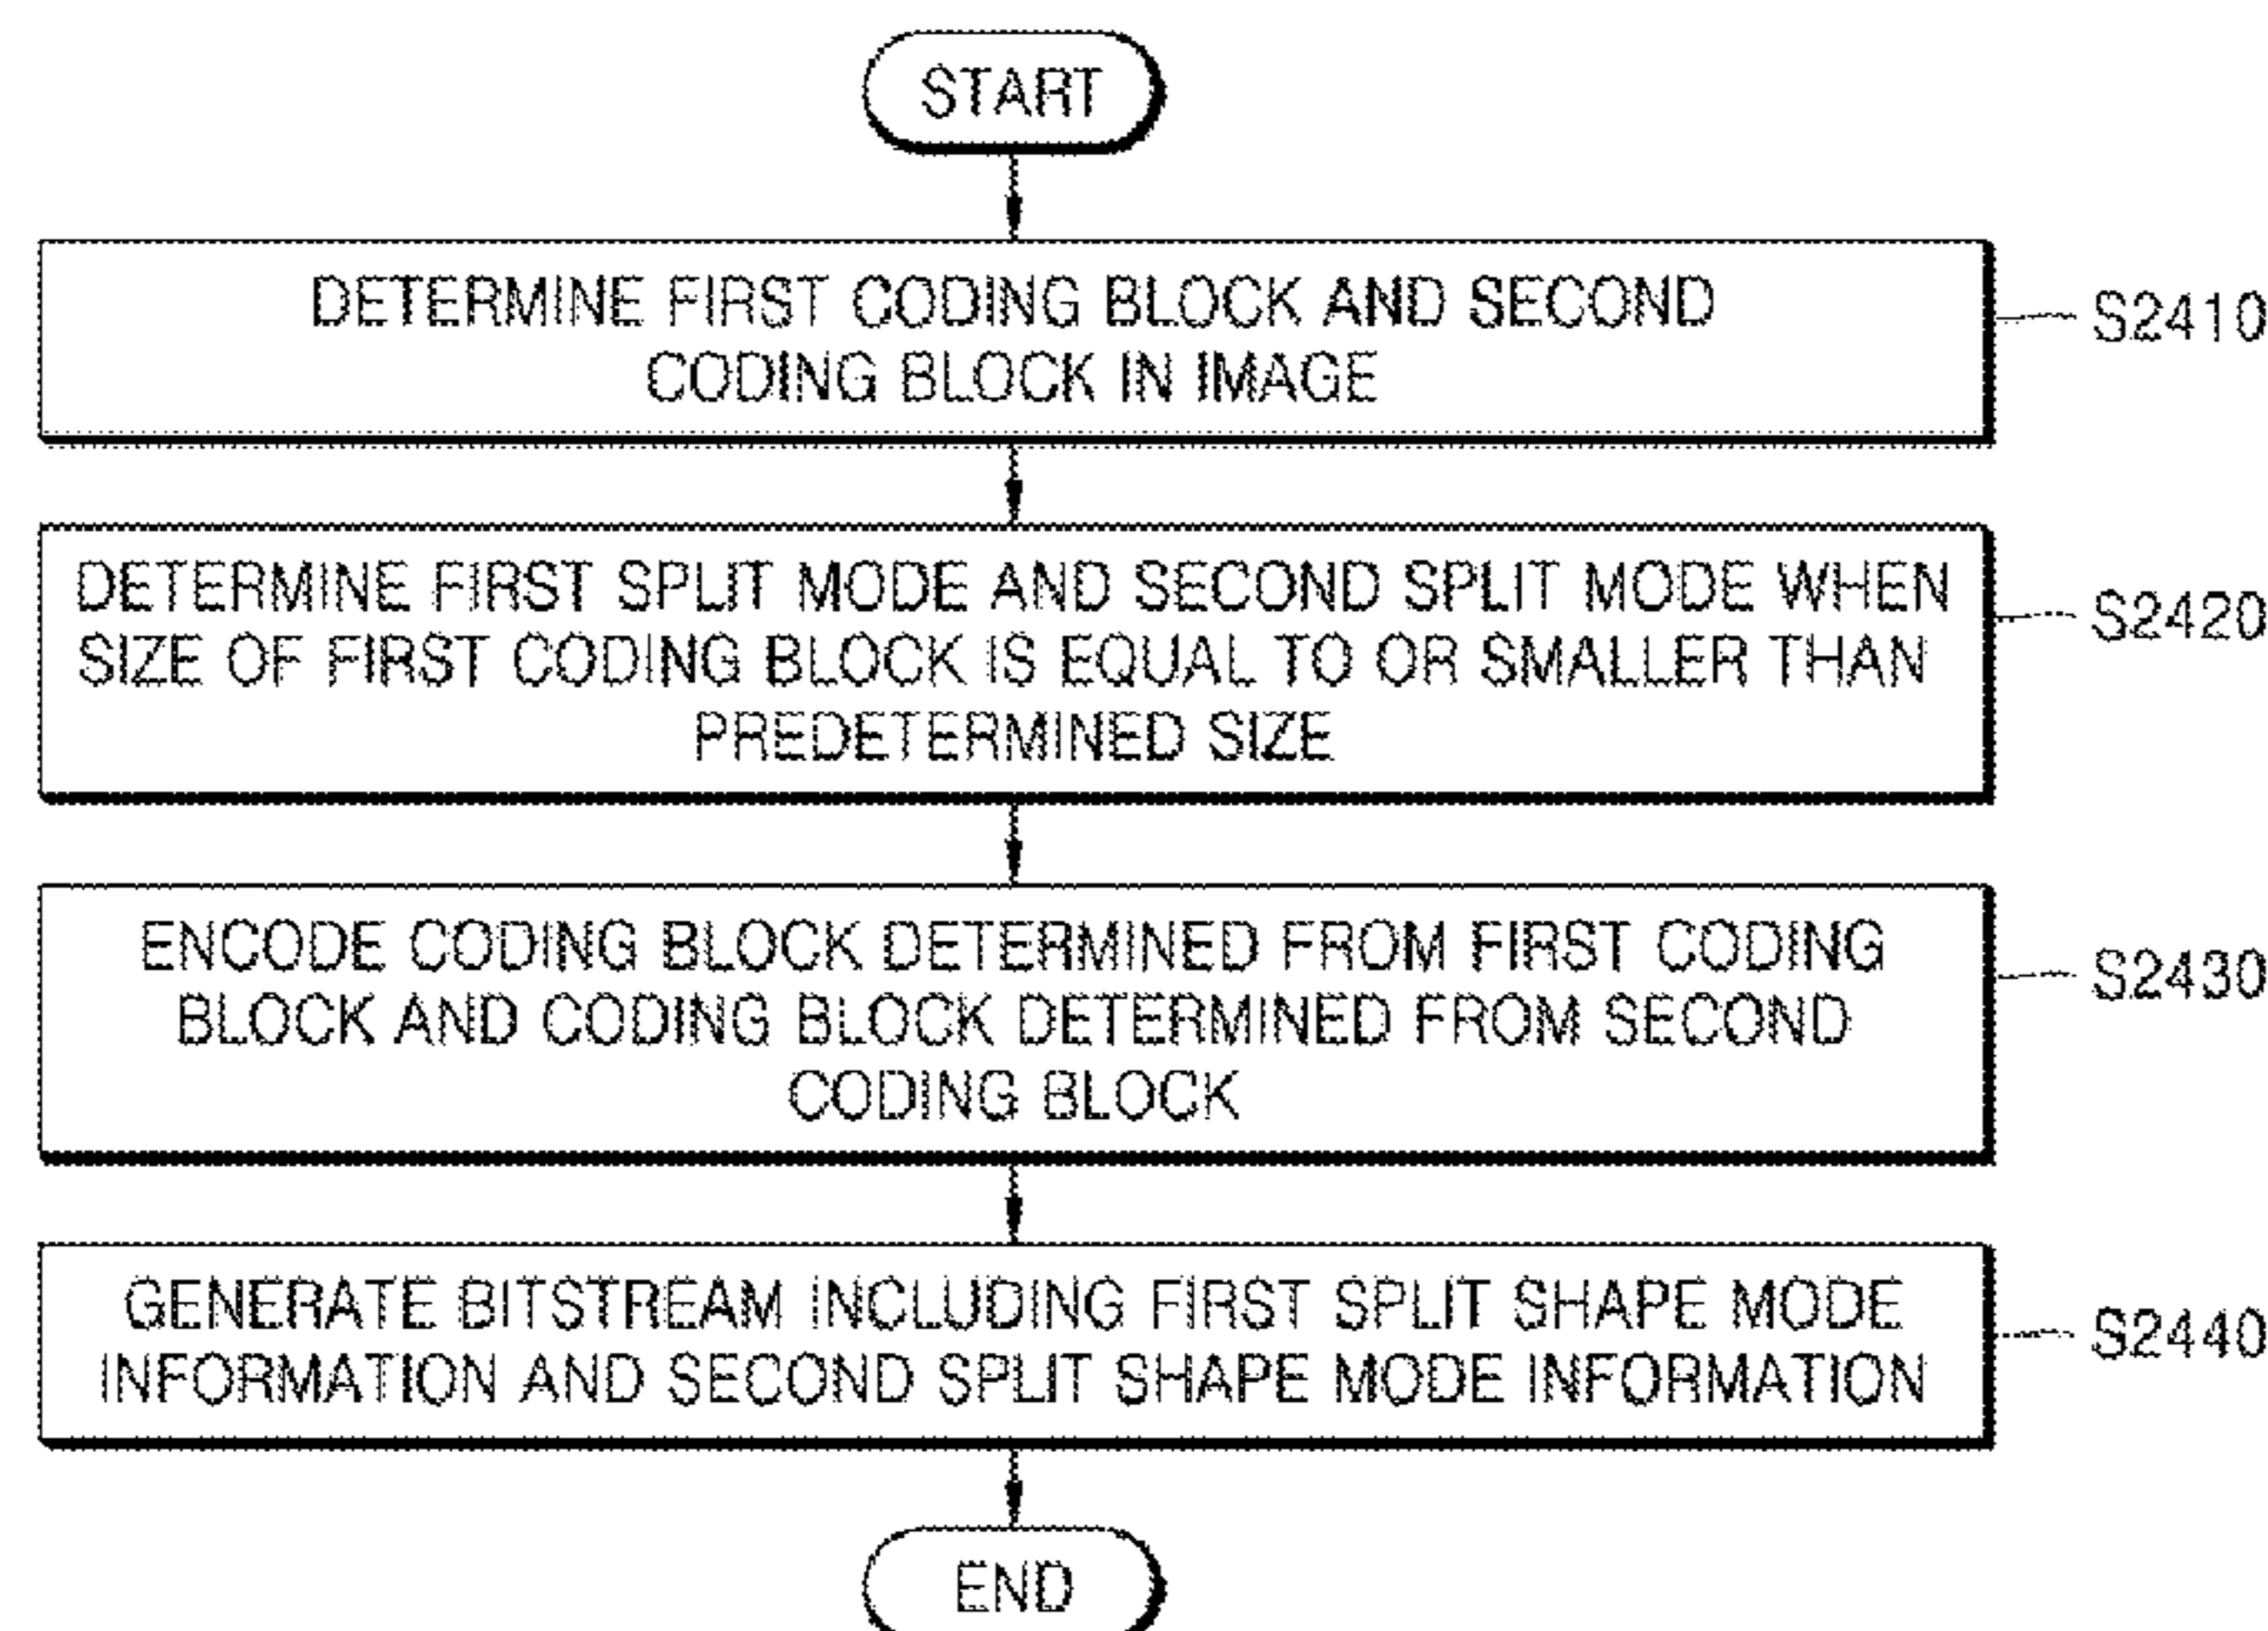 START
DETERMINE FIRST CODING BLOCK AND SECOND
CODING BLOCK IN IMAGE
S2410
DETERMINE FIRST SPLIT MODE AND SECOND SPLIT MODE WHEN
SIZE OF FIRST CODING BLOCK IS EQUAL TO OR SMALLER THAN
PREDETERMINED SIZE
S2420
ENCODE CODING BLOCK DETERMINED FROM FIRST CODING
BLOCK AND CODING BLOCK DETERMINED FROM SECOND
CODING BLOCK
S2430
GENERATE BITSTREAM INCLUDING FIRST SPLIT SHAPE MODE
INFORMATION AND SECOND SPLIT SHAPE MODE INFORMATION
S2440
END